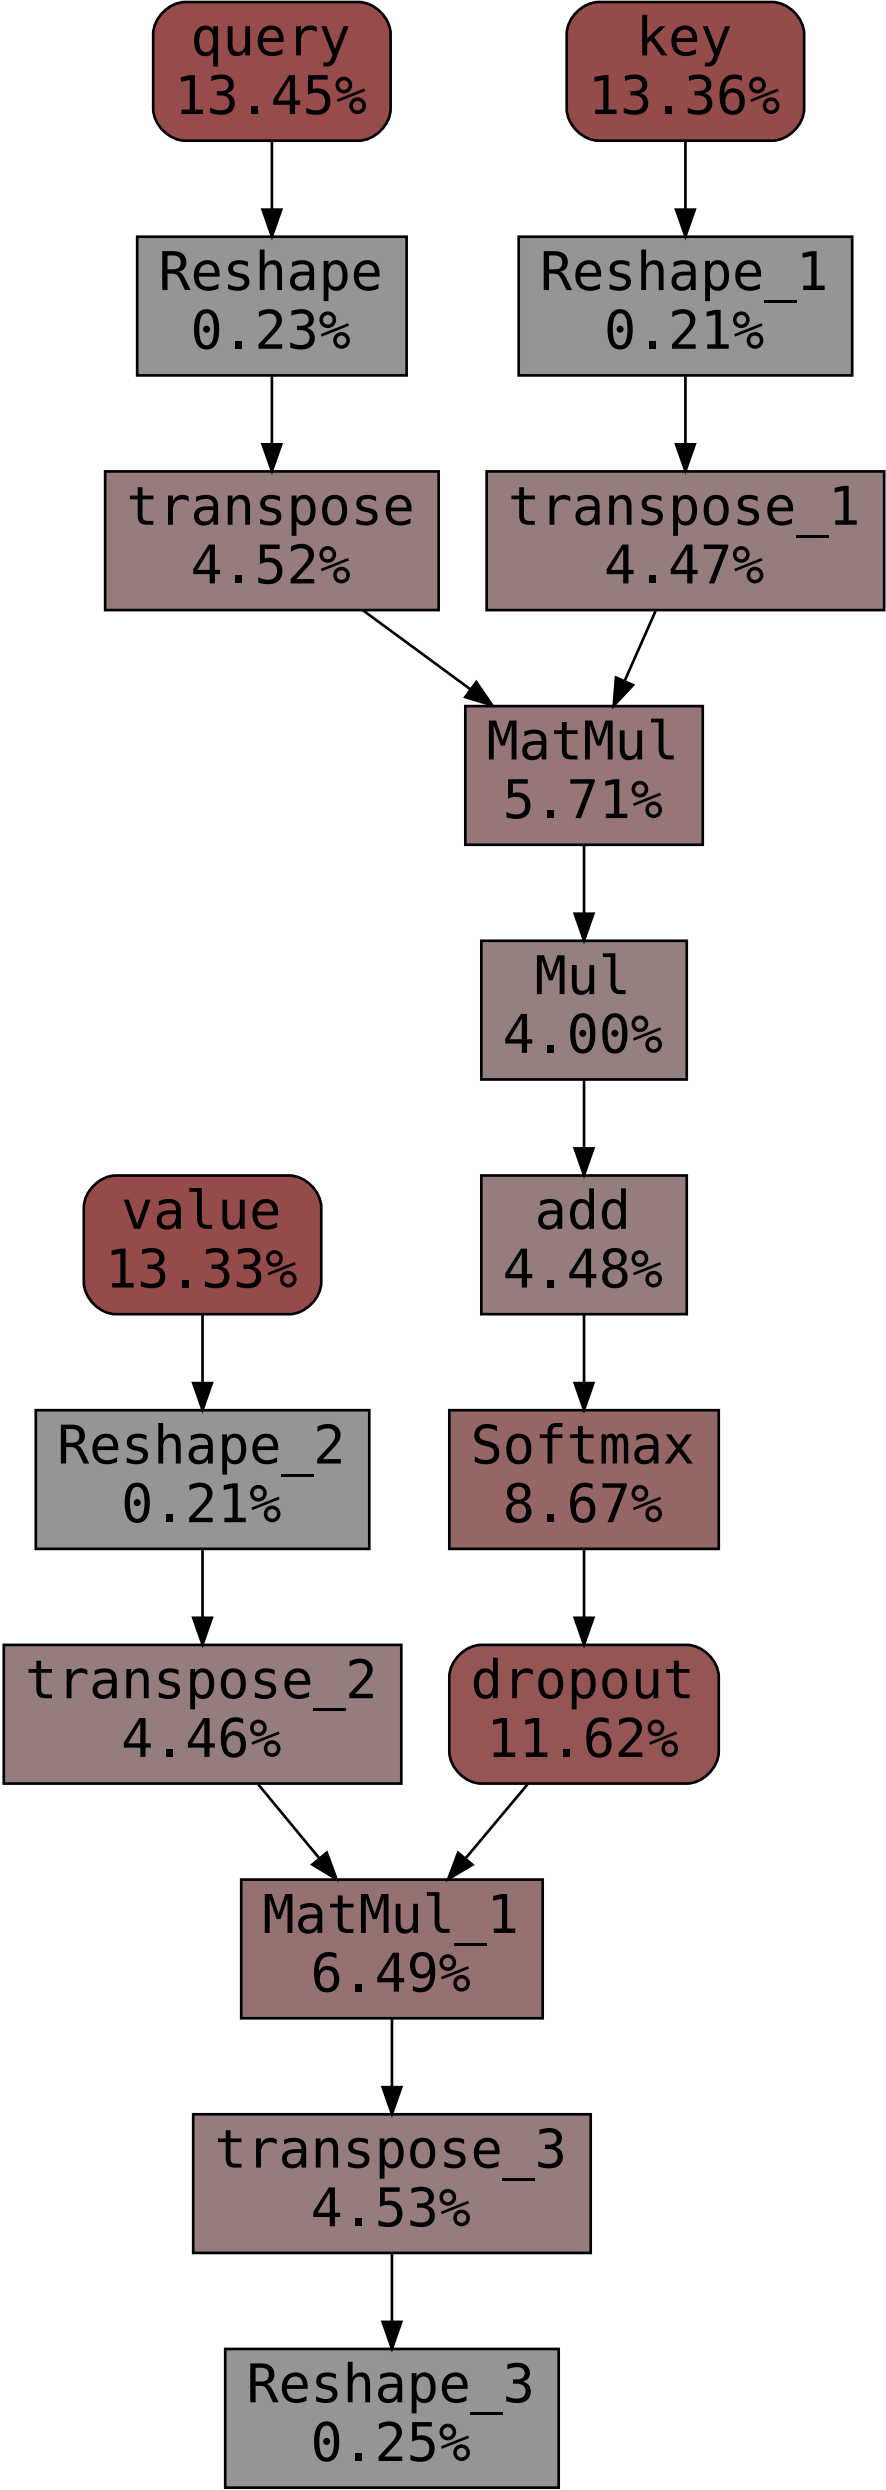 query
13.45%
key
13.36%
Reshape
0.23%
Reshape_1
0.21%
transpose
4.52%
transpose_1
4.47%
MatMul
5.71%
Mul
4.00%
value
13.33%
add
4.48%
Reshape_2
0.21%
Softmax
8.67%
transpose_2
4.46%
dropout
11.62%
MatMul_1
6.49%
transpose_3
4.53%
Reshape_3
0.25%